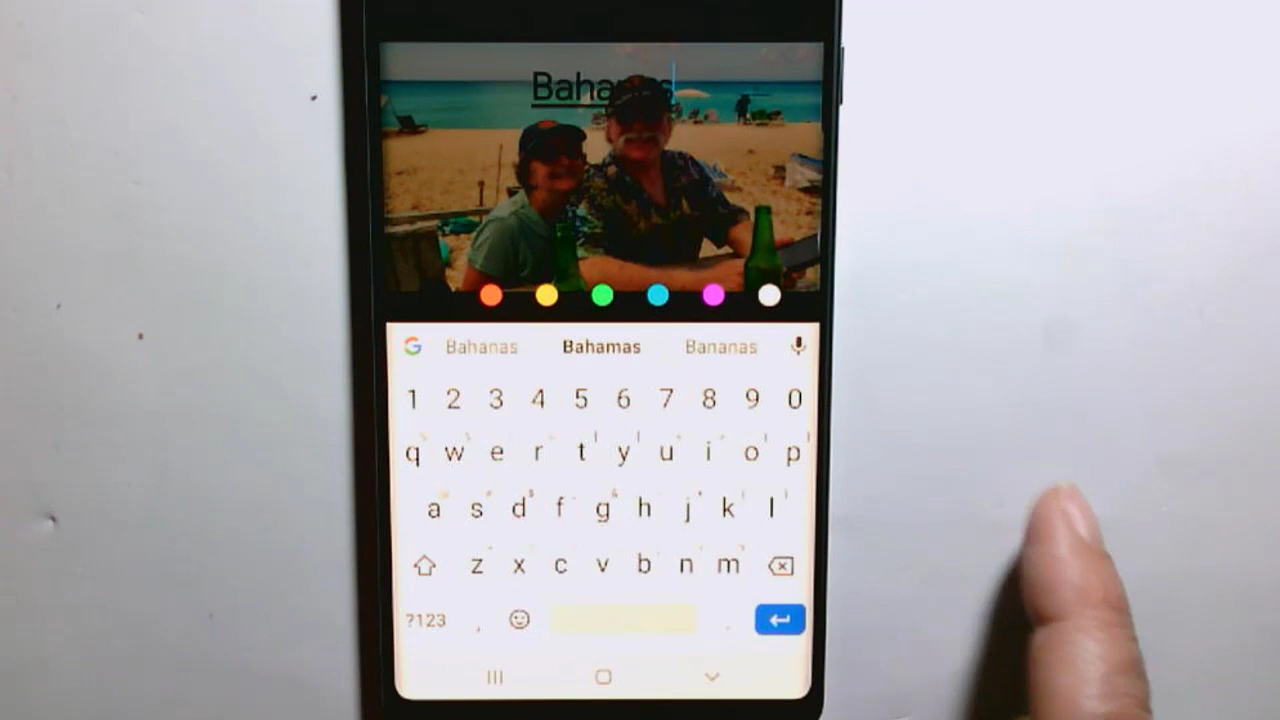 Bahamas
Bahanas Bahamas Bananas
1 2 3 4 5 6 7 8 9 0
q w e r t y u i o p
a s d f g h j k l
z x c v b n m
?123 , .